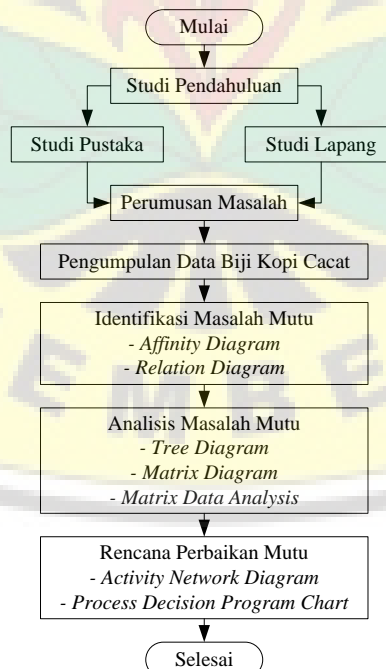 Mulai
Studi Pendahuluan
Studi Pustaka
Studi Lapang
Perumusan Masalah
Pengumpulan Data Biji Kopi Cacat
Identifikasi Masalah Mutu
- Affinity Diagram
- Relation Diagram
Analisis Masalah Mutu
- Tree Diagram
- Matrix Diagram
- Matrix Data Analysis
Rencana Perbaikan Mutu
- Activity Network Diagram
- Process Decision Program Chart
Selesai